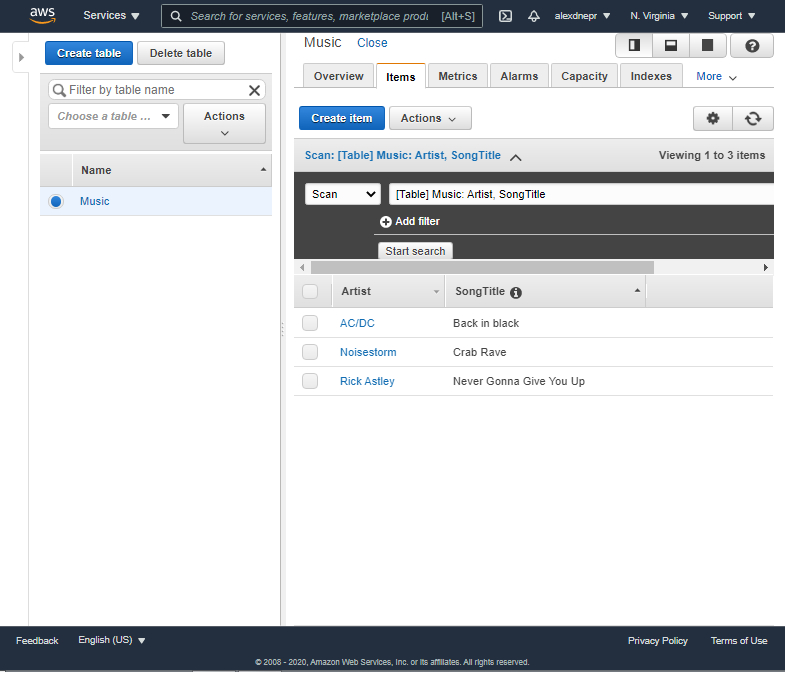 aws Services Search for services, features, marketplace produ [Alt+S] alexdnepr N. Virginia Support
Create table Delete table
Filter by table name
Choose a table ... Actions
Name
Music
Music Close
Overview Items Metrics Alarms Capacity Indexes More
Create item Actions
Scan: [Table] Music: Artist, SongTitle Viewing 1 to 3 items
Scan [Table] Music: Artist, SongTitle
Add filter
Start search
Artist SongTitle
AC/DC Back in black
Noisestorm Crab Rave
Rick Astley Never Gonna Give You Up
Feedback English (US) Privacy Policy Terms of Use
© 2008 - 2020, Amazon Web Services, Inc. or its affiliates. All rights reserved.